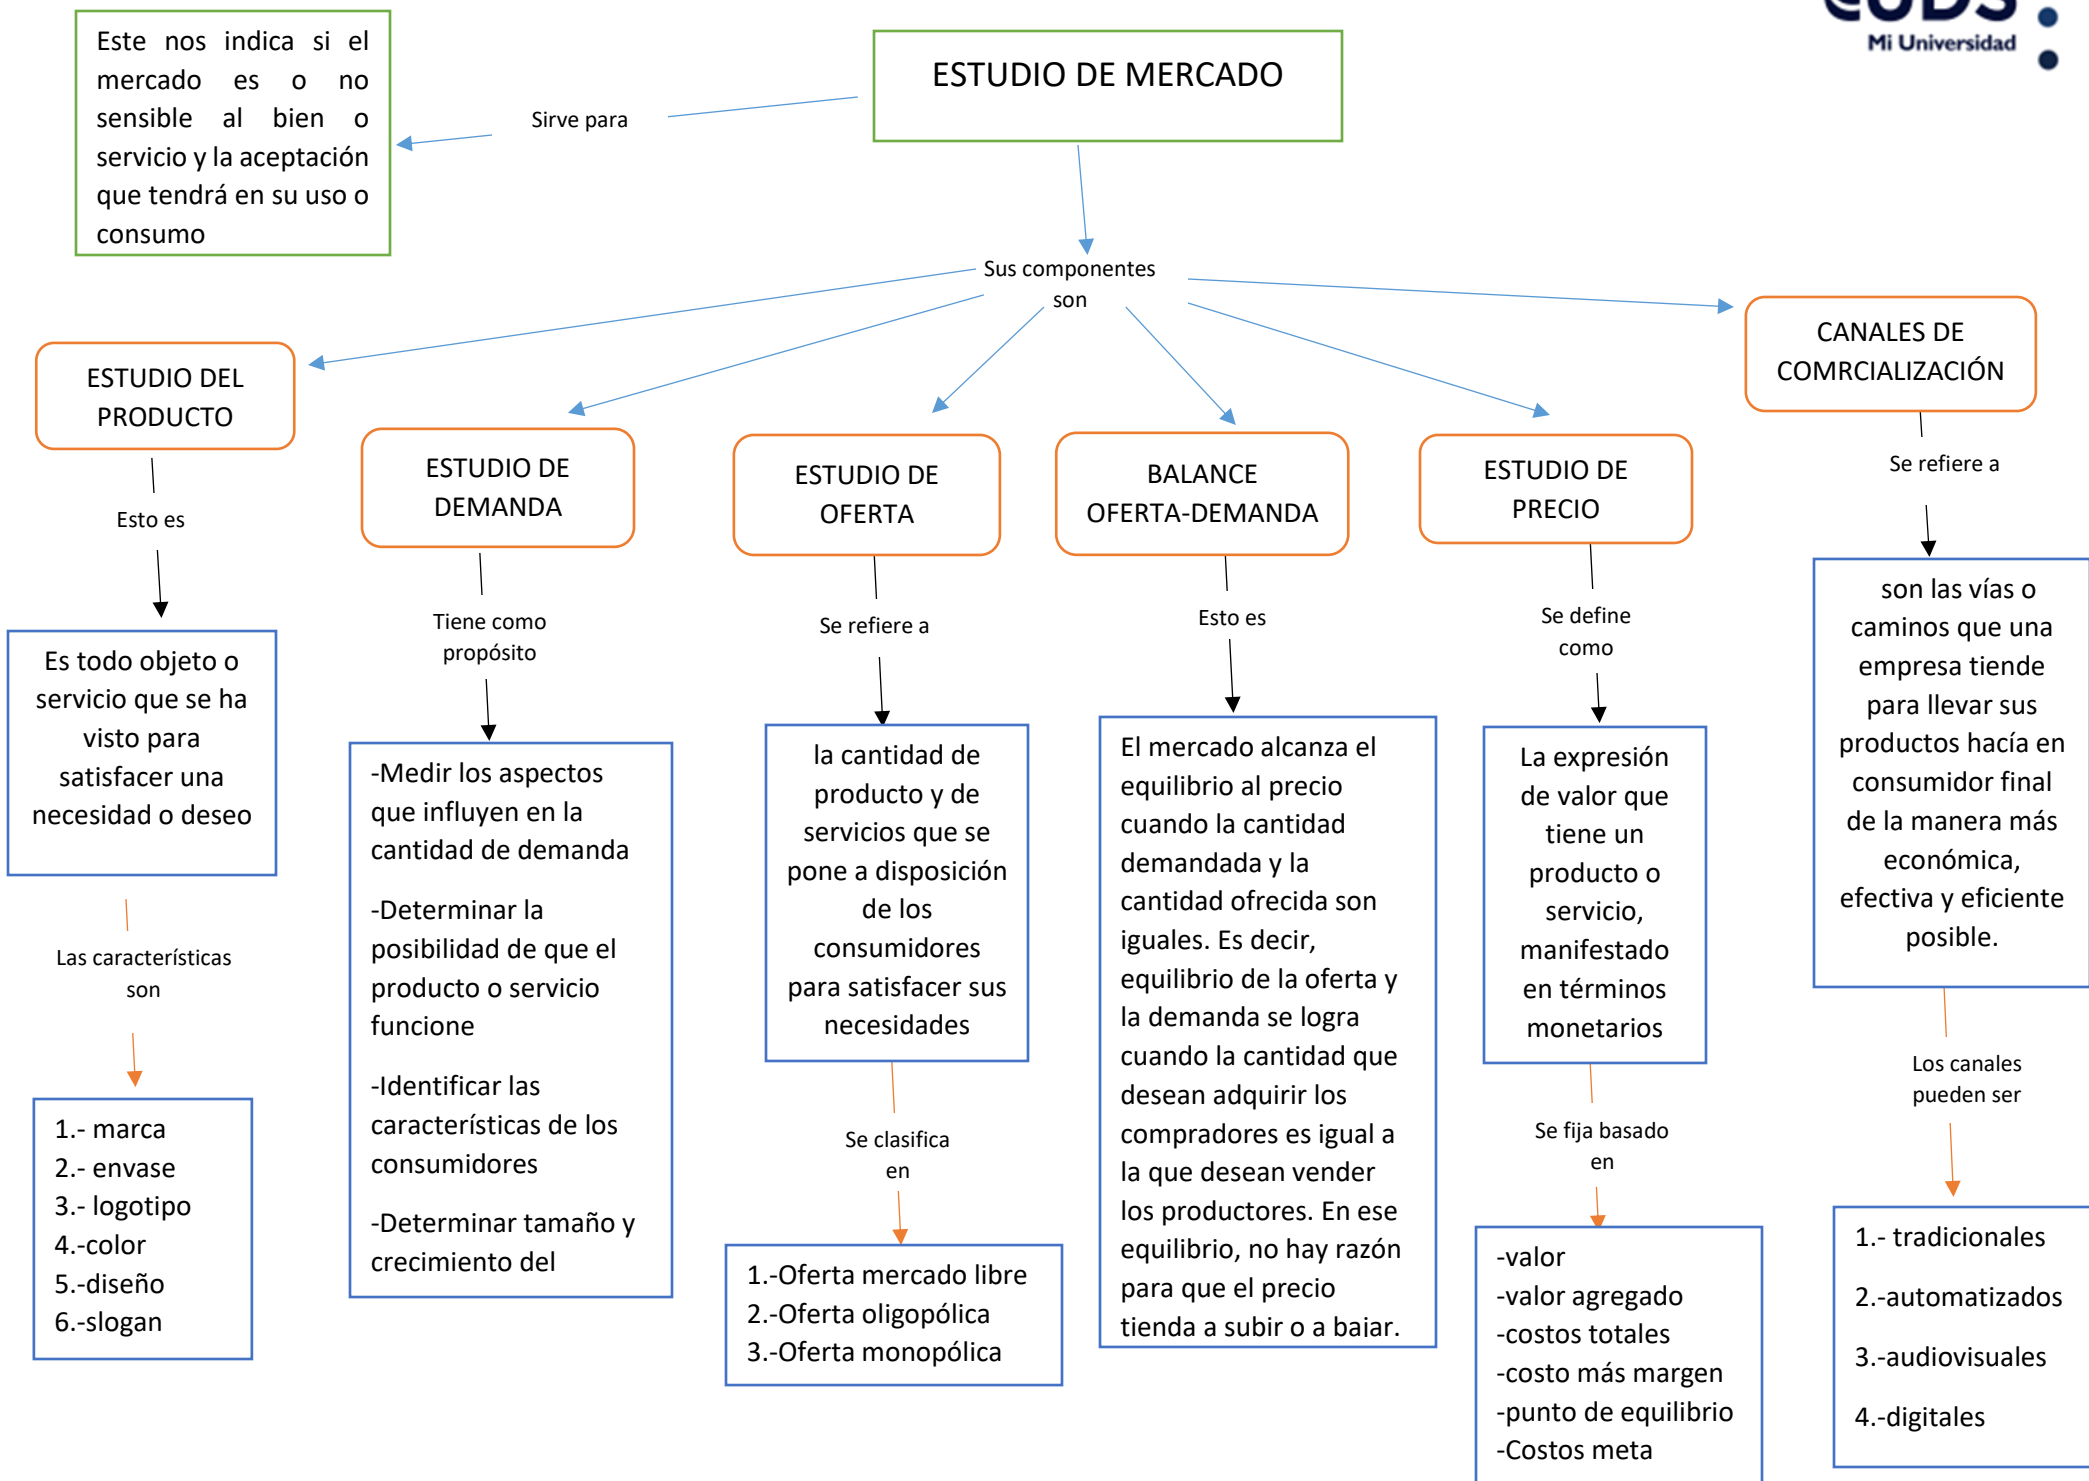 UDS
Mi Universidad
Este nos indica si el
mercado es o no
sensible al bien o
servicio y la aceptación
que tendrá en su uso o
consumo
Sirve para
ESTUDIO DE MERCADO
Sus componentes
son
ESTUDIO DEL
PRODUCTO
Esto es
Es todo objeto o
servicio que se ha
visto para
satisfacer una
necesidad o deseo
Las características
son
1.- marca
2.- envase
3.- logotipo
4.-color
5.-diseño
6.-slogan
ESTUDIO DE
DEMANDA
Tiene como
propósito
-Medir los aspectos
que influyen en la
cantidad de demanda
-Determinar la
posibilidad de que el
producto o servicio
funcione
-Identificar las
características de los
consumidores
-Determinar tamaño y
crecimiento del
ESTUDIO DE
OFERTA
Se refiere a
la cantidad de
producto y de
servicios que se
pone a disposición
de los
consumidores
para satisfacer sus
necesidades
Se clasifica
en
1.-Oferta mercado libre
2.-Oferta oligopólica
3.-Oferta monopólica
BALANCE
OFERTA-DEMANDA
Esto es
El mercado alcanza el
equilibrio al precio
cuando la cantidad
demandada y la
cantidad ofrecida son
iguales. Es decir,
equilibrio de la oferta y
la demanda se logra
cuando la cantidad que
desean adquirir los
compradores es igual a
la que desean vender
los productores. En ese
equilibrio, no hay razón
para que el precio
tienda a subir o a bajar.
ESTUDIO DE
PRECIO
Se define
como
La expresión
de valor que
tiene un
producto o
servicio,
manifestado
en términos
monetarios
Se fija basado
en
-valor
-valor agregado
-costos totales
-costo más margen
-punto de equilibrio
-Costos meta
CANALES DE
COMRCIALIZACIÓN
Se refiere a
son las vías o
caminos que una
empresa tiende
para llevar sus
productos hacía en
consumidor final
de la manera más
económica,
efectiva y eficiente
posible.
Los canales
pueden ser
1.- tradicionales
2.-automatizados
3.-audiovisuales
4.-digitales